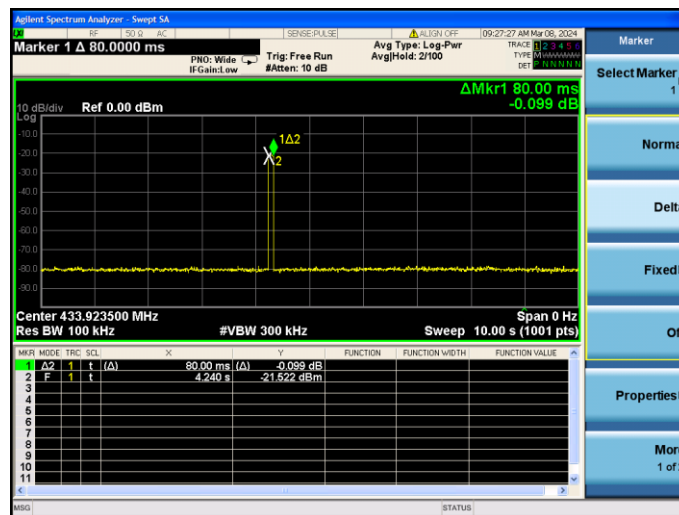 Agilent Spectrum Analyzer - Swept SA
RF 50 Ω AC SENSE:PULSE ALIGN OFF 09:27:27 AM Mar 08, 2024
Marker 1 Δ 80.0000 ms
PNO: Wide
IFGain:Low
Trig: Free Run
#Atten: 10 dB
Avg Type: Log-Pwr
Avg|Hold: 2/100
TRACE 1 2 3 4 5 6
TYPE
DET P N N N N N
ΔMkr1 80.00 ms
-0.099 dB
10 dB/div Ref 0.00 dBm
Log
-10.0
-20.0
-30.0
-40.0
-50.0
-60.0
-70.0
-80.0
-90.0
1Δ2
2
Center 433.923500 MHz Span 0 Hz
Res BW 100 kHz #VBW 300 kHz Sweep 10.00 s (1001 pts)
MKR MODE TRC SCL X Y FUNCTION FUNCTION WIDTH FUNCTION VALUE
1 Δ2 1 t (Δ) 80.00 ms (Δ) -0.099 dB
2 F 1 t 4.240 s -21.522 dBm
3
4
5
6
7
8
9
10
11
MSG STATUS
Marker
Select Marker
1
Norma
Delt
Fixed
Of
Properties
Mor
1 of